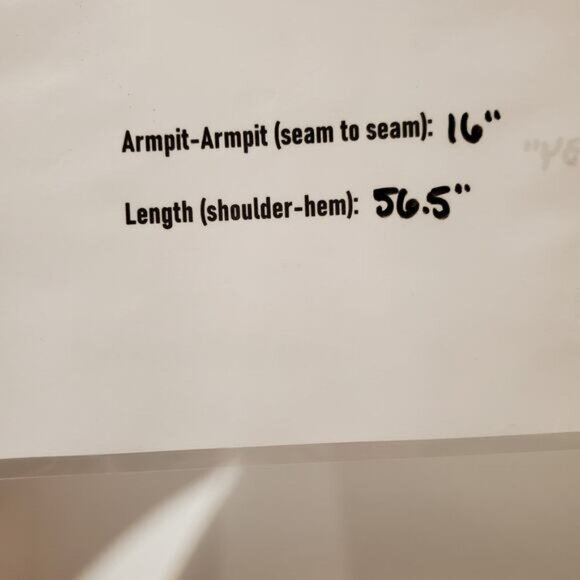 Armpit-Armpit (seam to seam): 16"
Length (shoulder-hem): 56.5"